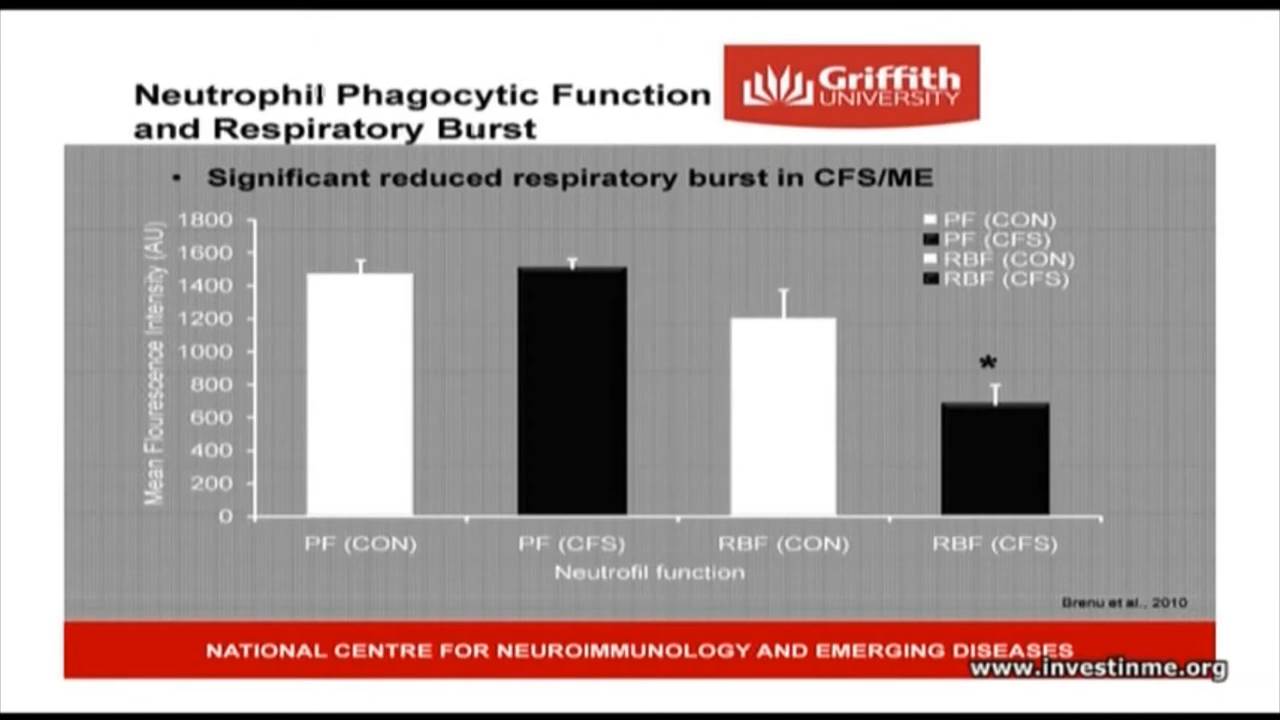 Neutrophil Phagocytic Function
and Respiratory Burst
Griffith
UNIVERSITY
• Significant reduced respiratory burst in CFS/ME
Mean Flourescence Intensity (AU)
1800
1600
1400
1200
1000
800
600
400
200
0
PF (CON)
PF (CFS)
RBF (CON)
RBF (CFS)
*
PF (CON) PF (CFS) RBF (CON) RBF (CFS)
Neutrofil function
Brenu et al., 2010
NATIONAL CENTRE FOR NEUROIMMUNOLOGY AND EMERGING DISEASES
www.investinme.org